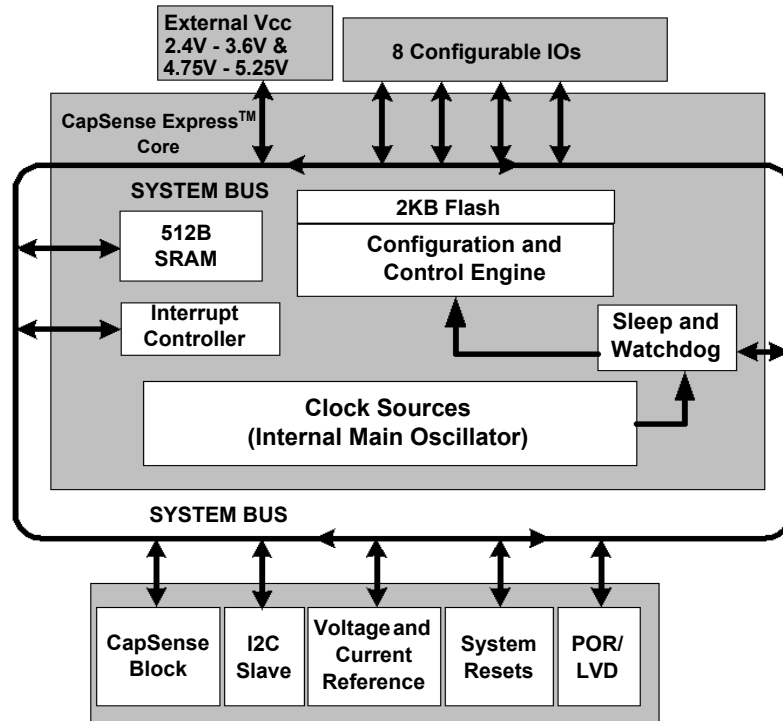 External Vcc
2.4V - 3.6V &
4.75V - 5.25V
8 Configurable IOs
CapSense Express™
Core
SYSTEM BUS
512B
SRAM
2KB Flash
Configuration and
Control Engine
Interrupt
Controller
Sleep and
Watchdog
Clock Sources
(Internal Main Oscillator)
SYSTEM BUS
CapSense
Block
I2C
Slave
Voltage and
Current
Reference
System
Resets
POR/
LVD